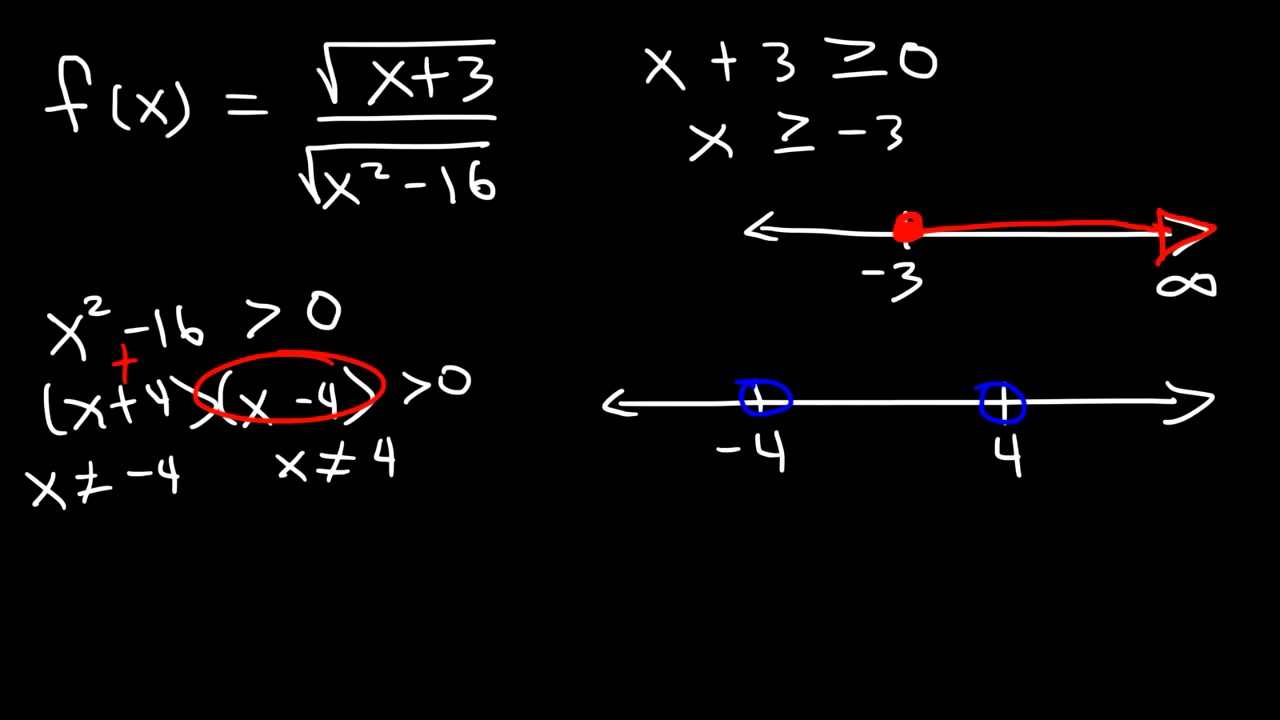 f(x) = √(x+3) / √(x²-16)
x + 3 ≥ 0
x ≥ -3
-3 ∞
x² - 16 > 0
+
(x+4)(x-4) > 0
x ≠ -4 x ≠ 4
-4 4